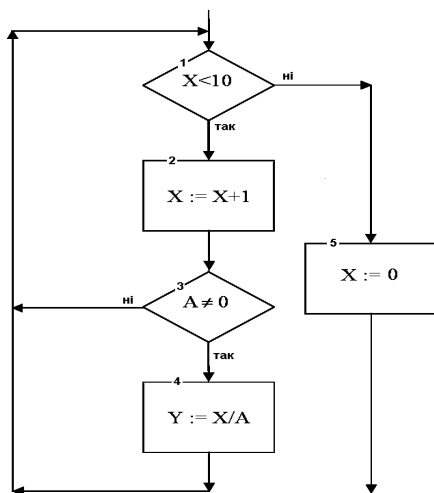 1
X<10
ні
так
2
X := X+1
5
X := 0
3
A ≠ 0
ні
так
4
Y := X/A